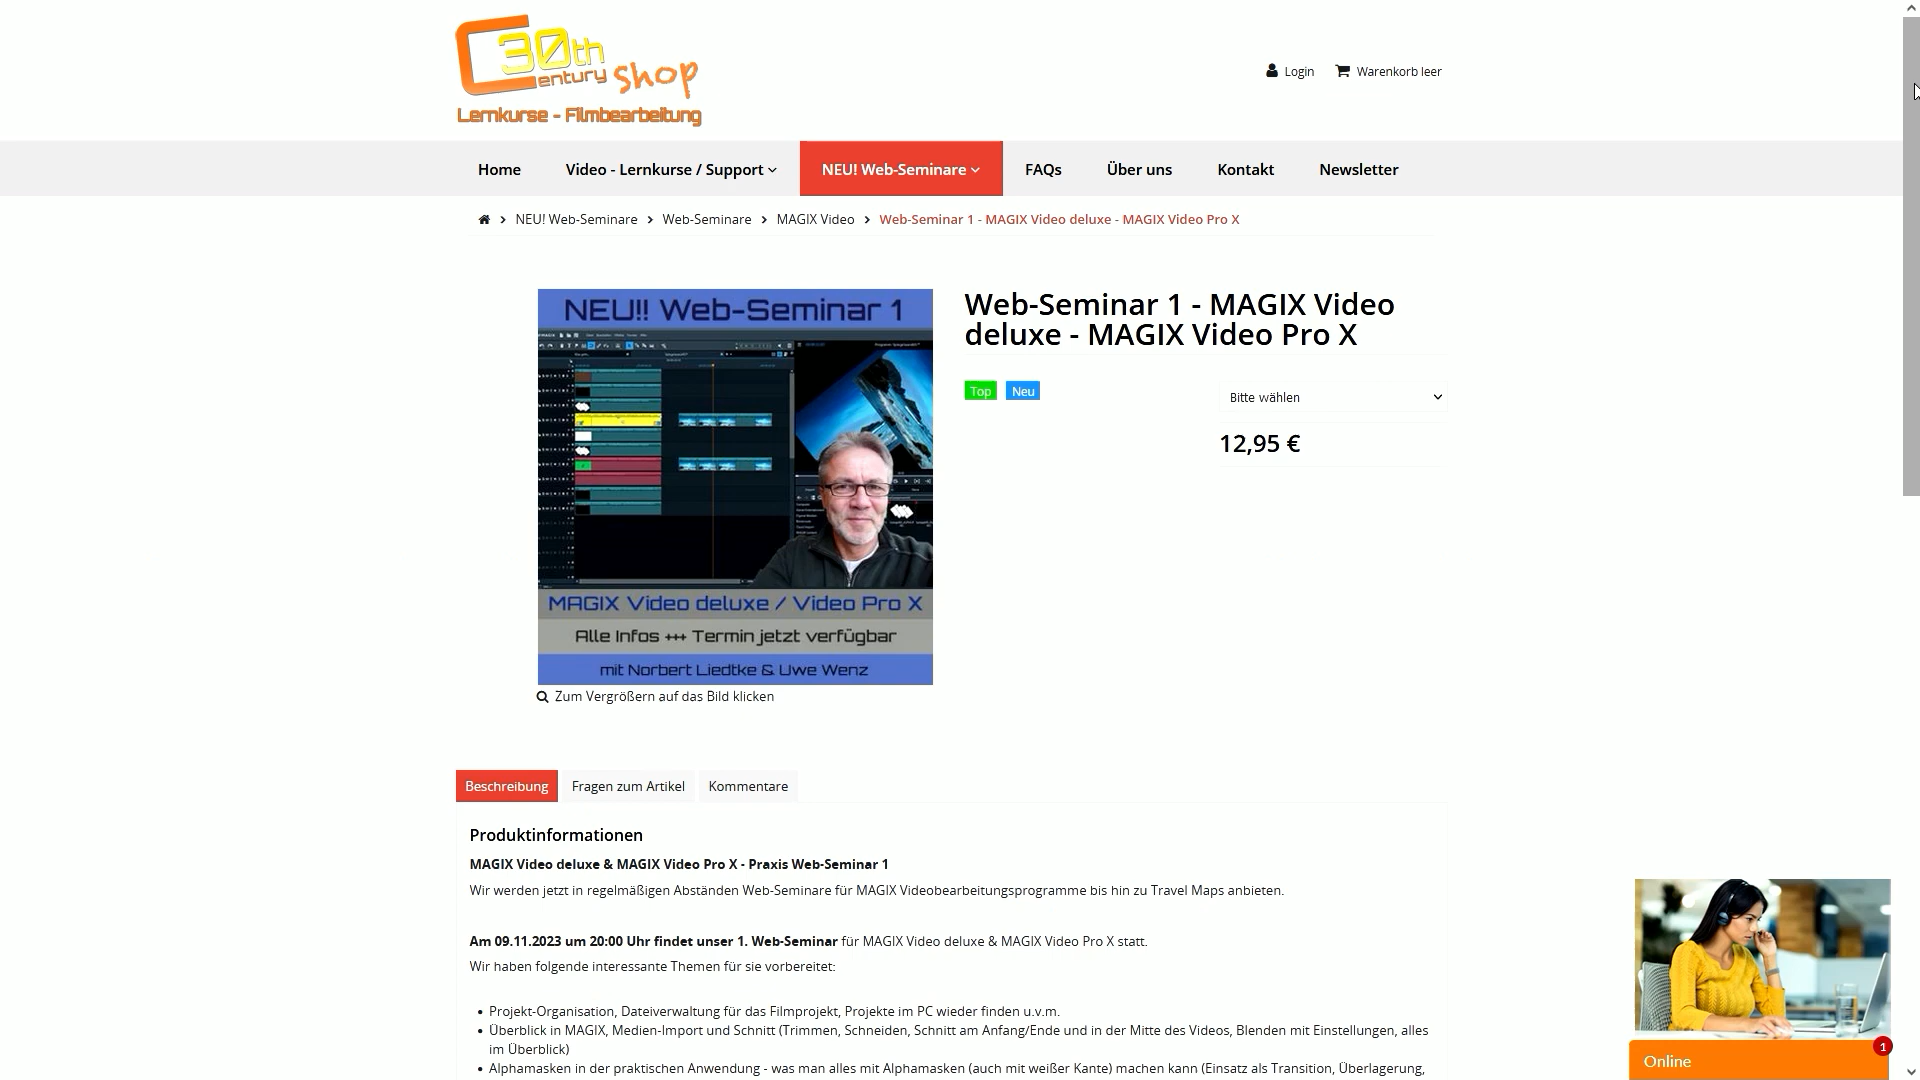 30th
Century shop
Lernkurse - Filmbearbeitung
Login
Warenkorb leer
Home
Video - Lernkurse / Support
NEU! Web-Seminare
FAQs
Über uns
Kontakt
Newsletter
NEU! Web-Seminare
Web-Seminare
MAGIX Video
Web-Seminar 1 - MAGIX Video deluxe - MAGIX Video Pro X
NEU!! Web-Seminar 1
MAGIX Video deluxe / Video Pro X
Alle Infos +++ Termin jetzt verfügbar
mit Norbert Liedtke & Uwe Wenz
Zum Vergrößern auf das Bild klicken
Web-Seminar 1 - MAGIX Video
deluxe - MAGIX Video Pro X
Top
Neu
Bitte wählen
12,95 €
Beschreibung
Fragen zum Artikel
Kommentare
Produktinformationen
MAGIX Video deluxe & MAGIX Video Pro X - Praxis Web-Seminar 1
Wir werden jetzt in regelmäßigen Abständen Web-Seminare für MAGIX Videobearbeitungsprogramme bis hin zu Travel Maps anbieten.
Am 09.11.2023 um 20:00 Uhr findet unser 1. Web-Seminar für MAGIX Video deluxe & MAGIX Video Pro X statt.
Wir haben folgende interessante Themen für sie vorbereitet:
• Projekt-Organisation, Dateiverwaltung für das Filmprojekt, Projekte im PC wieder finden u.v.m.
• Überblick in MAGIX, Medien-Import und Schnitt (Trimmen, Schneiden, Schnitt am Anfang/Ende und in der Mitte des Videos, Blenden mit Einstellungen, alles
im Überblick)
• Alphamasken in der praktischen Anwendung - was man alles mit Alphamasken (auch mit weißer Kante) machen kann (Einsatz als Transition, Überlagerung,
Online
1